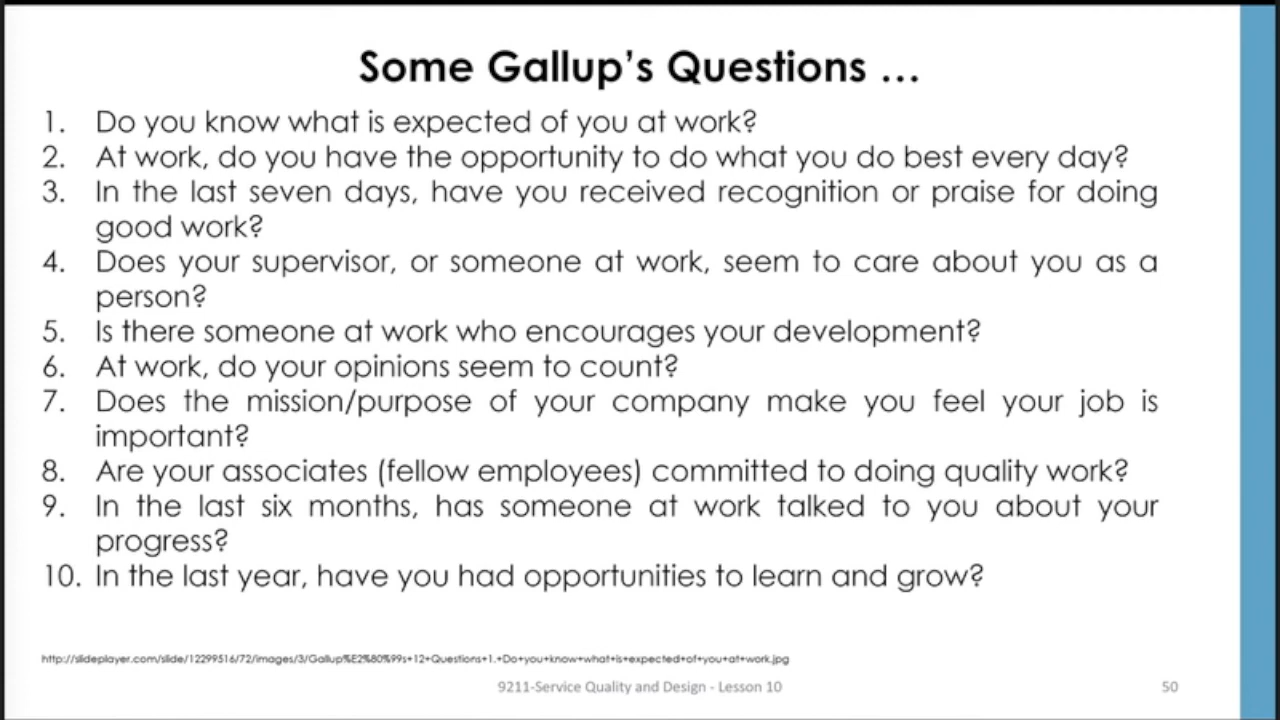 Some Gallup's Questions ...
1. Do you know what is expected of you at work?
2. At work, do you have the opportunity to do what you do best every day?
3. In the last seven days, have you received recognition or praise for doing
good work?
4. Does your supervisor, or someone at work, seem to care about you as a
person?
5. Is there someone at work who encourages your development?
6. At work, do your opinions seem to count?
7. Does the mission/purpose of your company make you feel your job is
important?
8. Are your associates (fellow employees) committed to doing quality work?
9. In the last six months, has someone at work talked to you about your
progress?
10. In the last year, have you had opportunities to learn and grow?
http://slideplayer.com/slide/12299516/72/images/3/Gallup%E2%80%99s+12+Questions+1.+Do+you+know+what+is+expected+of+you+at+work.jpg
9211-Service Quality and Design - Lesson 10
50